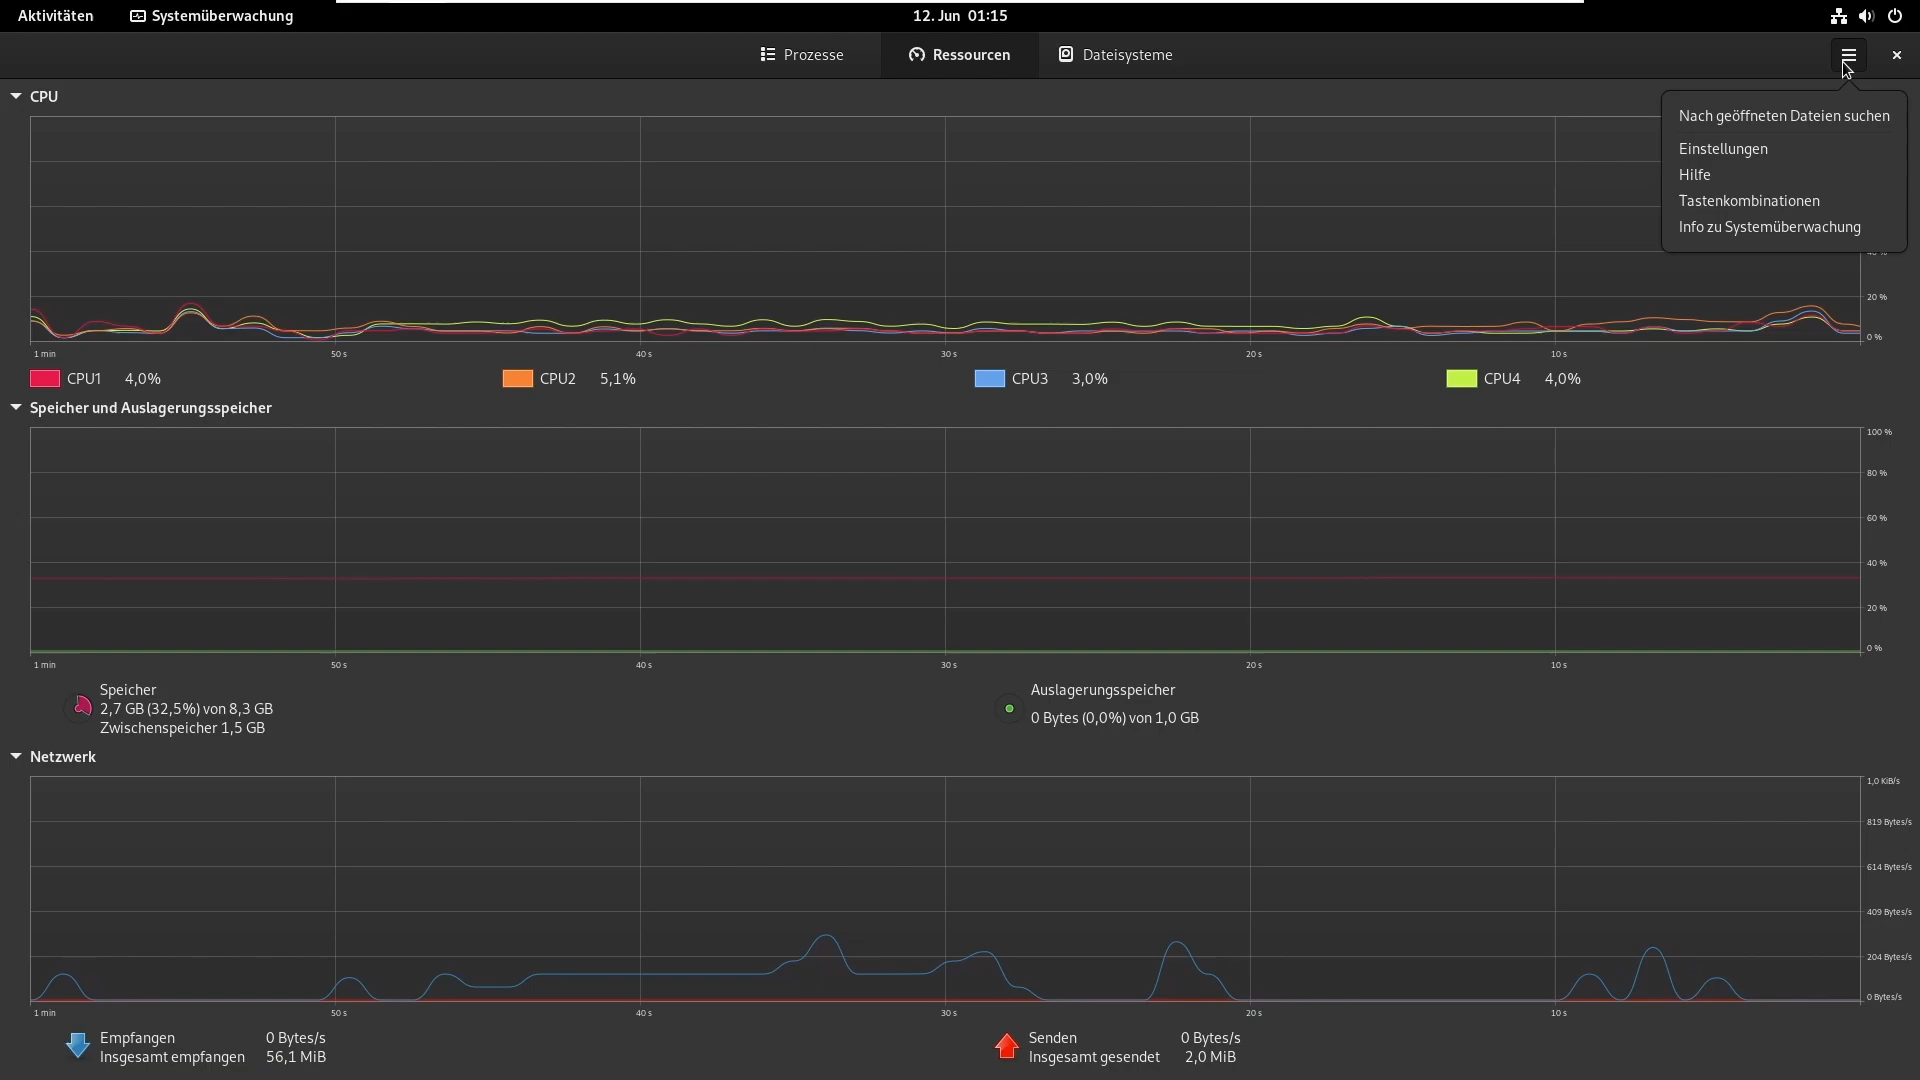 Aktivitäten Systemüberwachung 12. Jun 01:15
Prozesse Ressourcen Dateisysteme
CPU
Nach geöffneten Dateien suchen
Einstellungen
Hilfe
Tastenkombinationen
Info zu Systemüberwachung
20 %
0 %
1 min 50 s 40 s 30 s 20 s 10 s
CPU1 4,0% CPU2 5,1% CPU3 3,0% CPU4 4,0%
Speicher und Auslagerungsspeicher
100 %
80 %
60 %
40 %
20 %
0 %
1 min 50 s 40 s 30 s 20 s 10 s
Speicher
2,7 GB (32,5%) von 8,3 GB
Zwischenspeicher 1,5 GB
Auslagerungsspeicher
0 Bytes (0,0%) von 1,0 GB
Netzwerk
1,0 KiB/s
819 Bytes/s
614 Bytes/s
409 Bytes/s
204 Bytes/s
0 Bytes/s
1 min 50 s 40 s 30 s 20 s 10 s
Empfangen 0 Bytes/s
Insgesamt empfangen 56,1 MiB
Senden 0 Bytes/s
Insgesamt gesendet 2,0 MiB